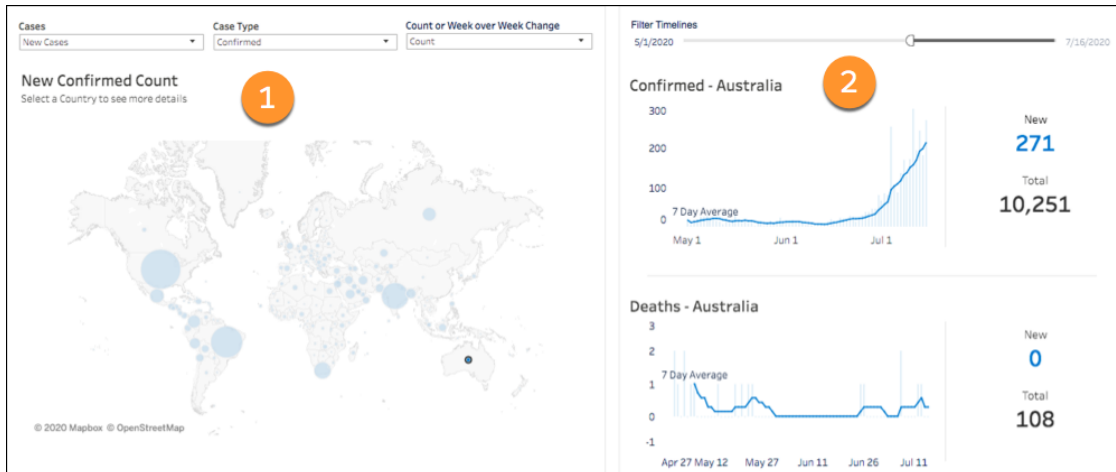 Cases
New Cases
Case Type
Confirmed
Count or Week over Week Change
Count
New Confirmed Count
Select a Country to see more details
1
© 2020 Mapbox © OpenStreetMap
Filter Timelines
5/1/2020
7/16/2020
2
Confirmed - Australia
300
200
100
0
7 Day Average
May 1 Jun 1 Jul 1
New
271
Total
10,251
Deaths - Australia
3
2
1
0
-1
7 Day Average
Apr 27 May 12 May 27 Jun 11 Jun 26 Jul 11
New
0
Total
108